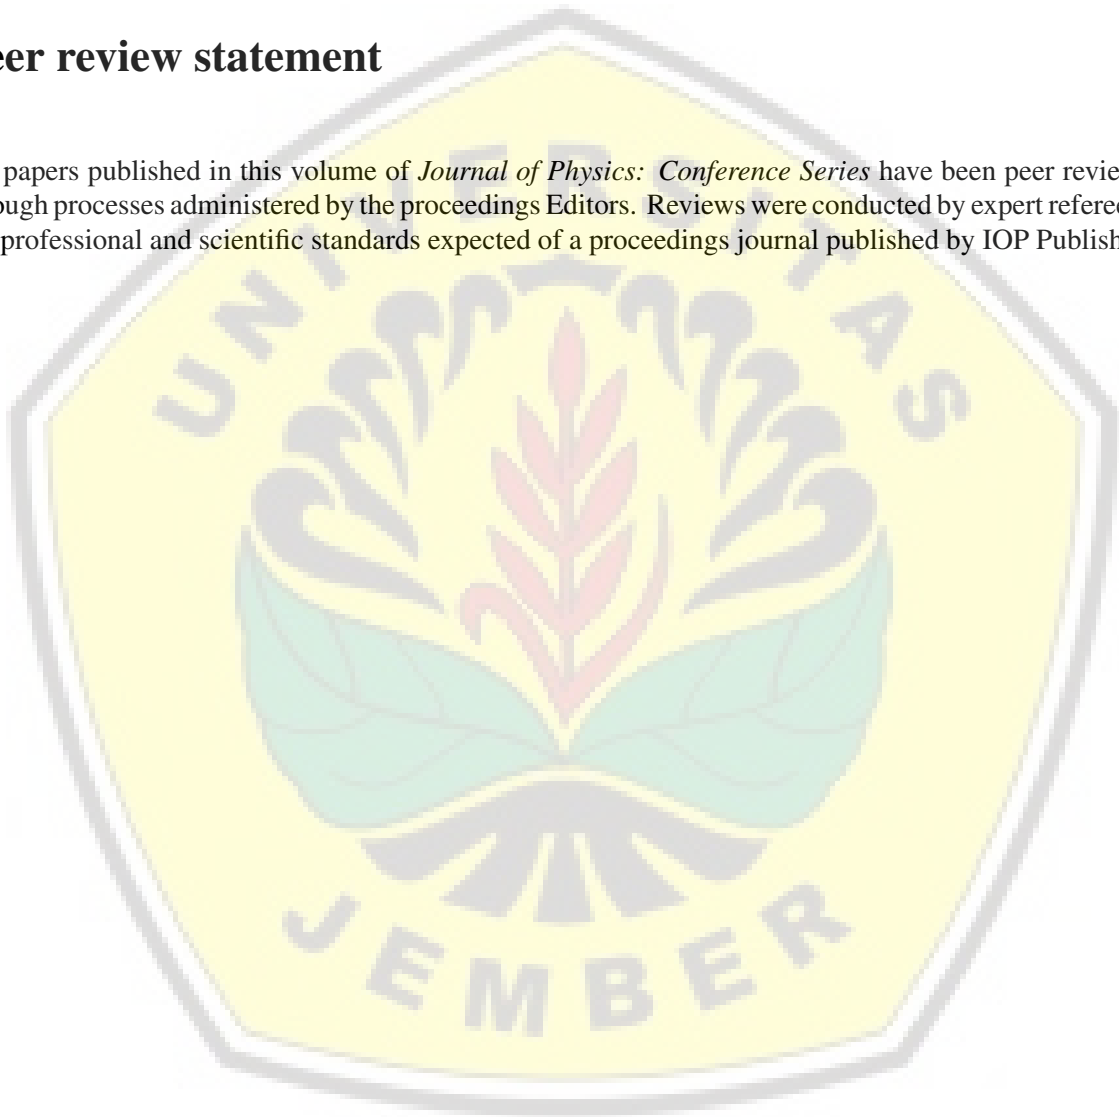 eer review statement
papers published in this volume of Journal of Physics: Conference Series have been peer revie
ough processes administered by the proceedings Editors. Reviews were conducted by expert refere
professional and scientific standards expected of a proceedings journal published by IOP Publish
UNIVERSITAS
JEMBER